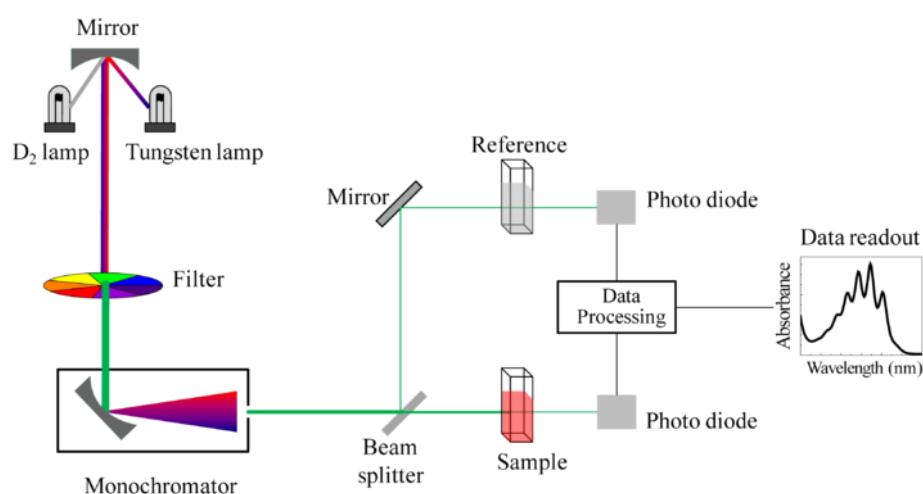 Mirror
D₂ lamp
Tungsten lamp
Filter
Monochromator
Mirror
Beam
splitter
Reference
Sample
Photo diode
Data
Processing
Photo diode
Data readout
Absorbance
Wavelength (nm)